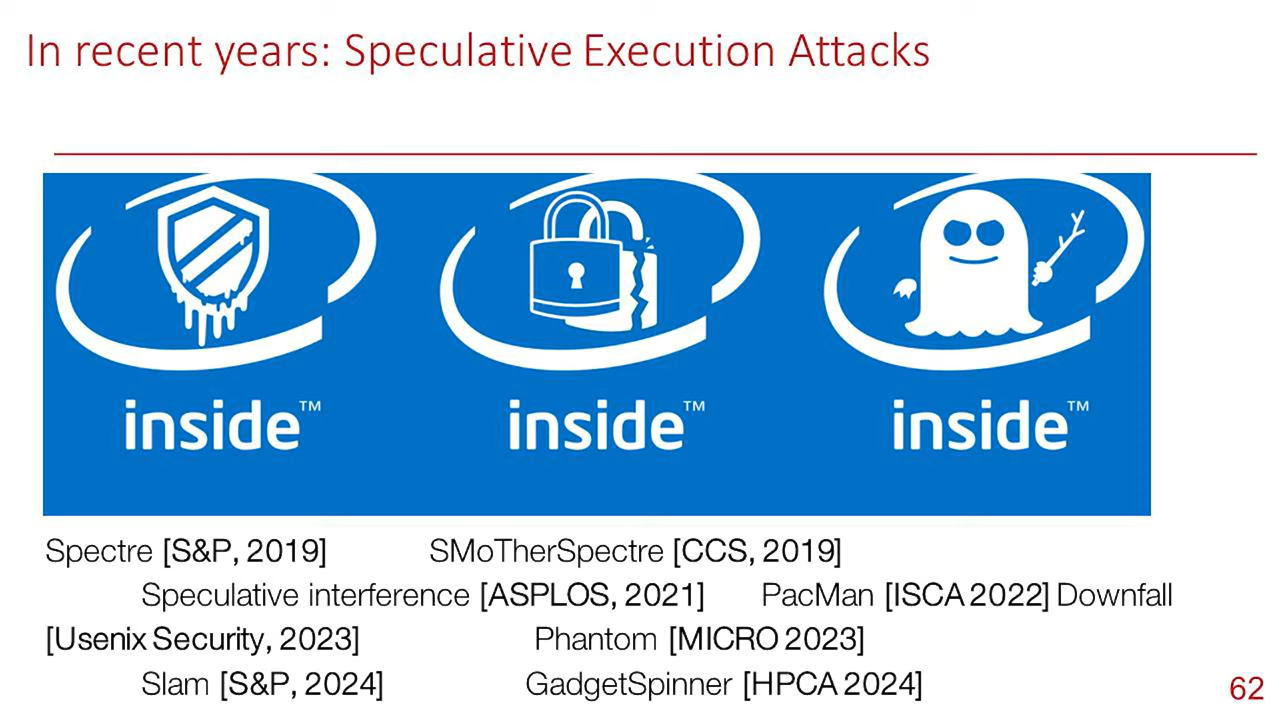 In recent years: Speculative Execution Attacks
inside™ inside™ inside™
Spectre [S&P, 2019] SMoTherSpectre [CCS, 2019]
Speculative interference [ASPLOS, 2021] PacMan [ISCA 2022] Downfall
[Usenix Security, 2023] Phantom [MICRO 2023]
Slam [S&P, 2024] GadgetSpinner [HPCA 2024]
62